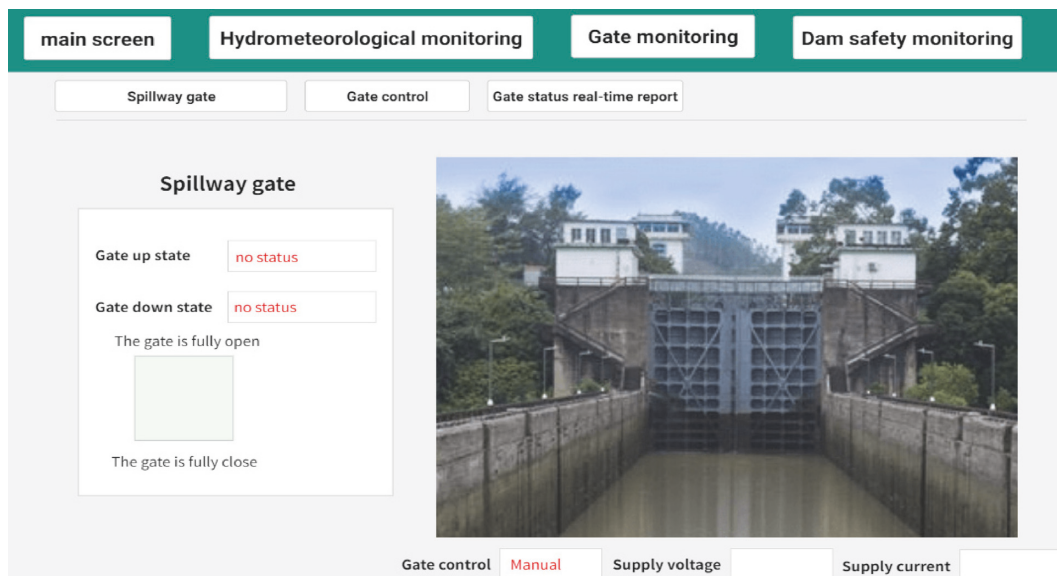 main screen
Hydrometeorological monitoring
Gate monitoring
Dam safety monitoring
Spillway gate
Gate control
Gate status real-time report
Spillway gate
Gate up state
no status
Gate down state
no status
The gate is fully open
The gate is fully close
Gate control
Manual
Supply voltage
Supply current